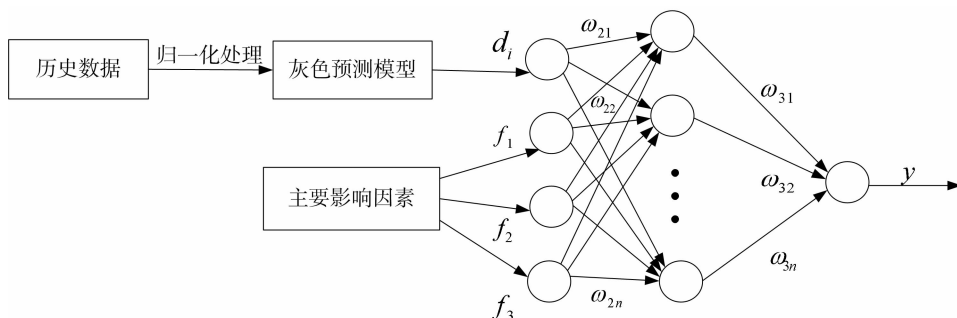 历史数据
归一化处理
灰色预测模型
主要影响因素
d_i
f_1
f_2
f_3
ω_21
ω_22
ω_2n
ω_31
ω_32
ω_3n
y